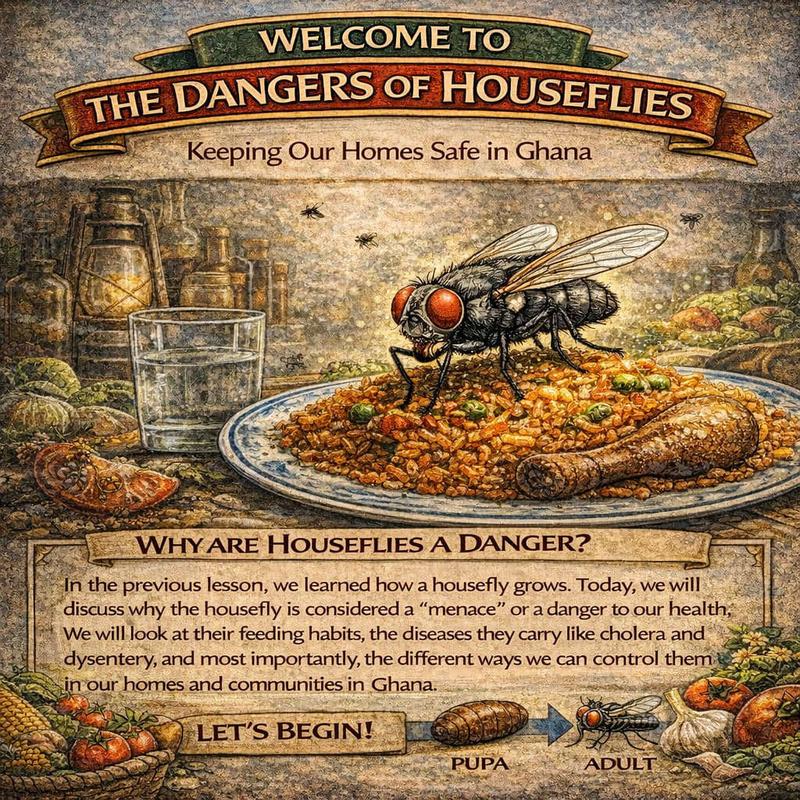 WELCOME TO
THE DANGERS OF HOUSEFLIES
Keeping Our Homes Safe in Ghana
WHY ARE HOUSEFLIES A DANGER?
In the previous lesson, we learned how a housefly grows. Today, we will
discuss why the housefly is considered a “menace” or a danger to our health,
We will look at their feeding habits, the diseases they carry like cholera and
dysentery, and most importantly, the different ways we can control them
in our homes and communities in Ghana.
LET'S BEGIN!
PUPA
ADULT